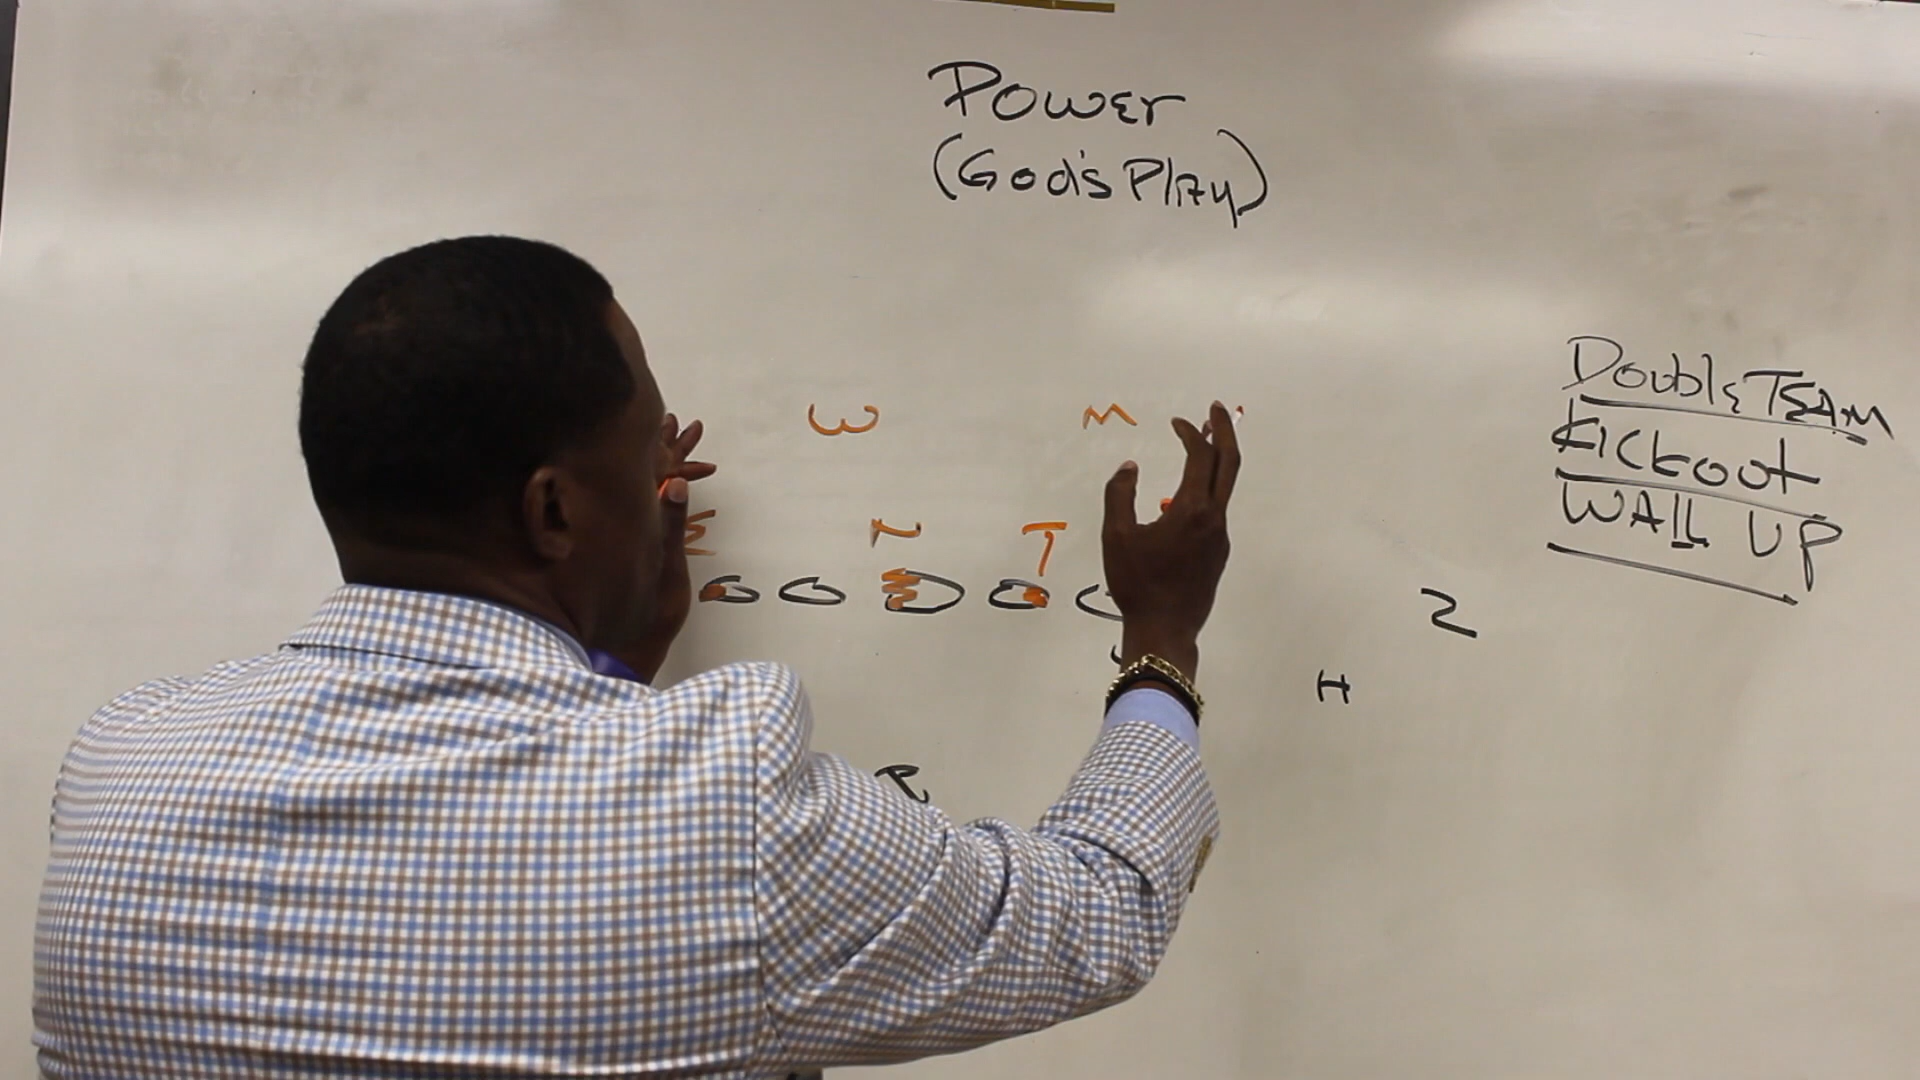 Power
(God's Play)
Double TEAM
Kickout
WALL UP
W M
E N T
Z
H
R